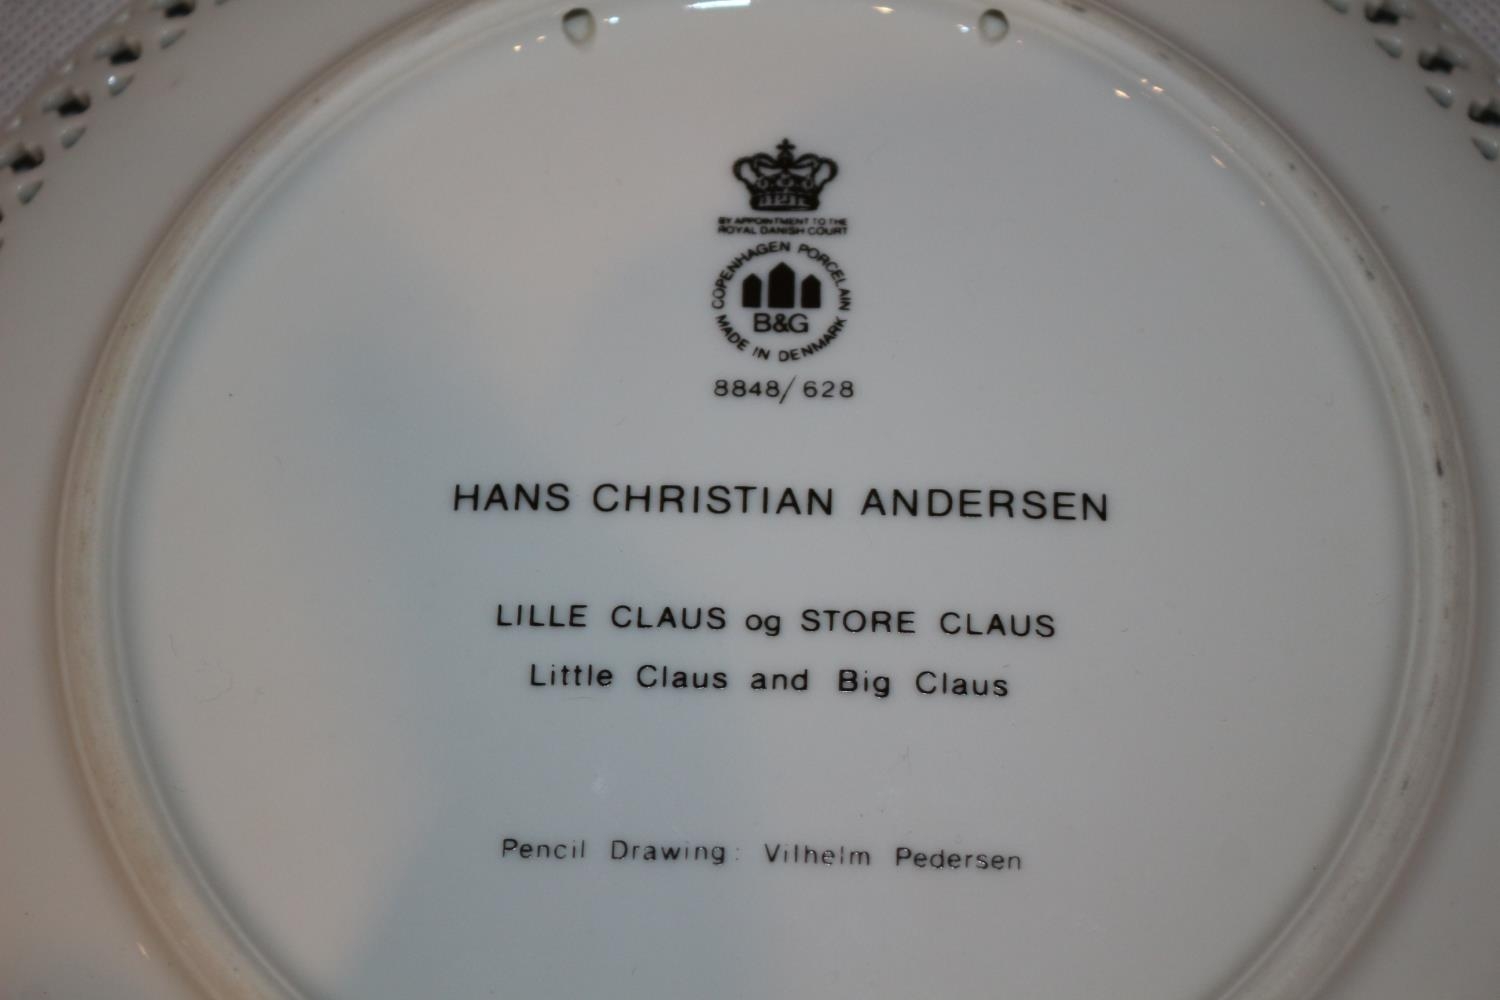 BY APPOINTMENT TO THE
ROYAL DANISH COURT
COPENHAGEN PORCELAIN
B&G
MADE IN DENMARK
8848/628
HANS CHRISTIAN ANDERSEN
LILLE CLAUS og STORE CLAUS
Little Claus and Big Claus
Pencil Drawing: Vilhelm Pedersen